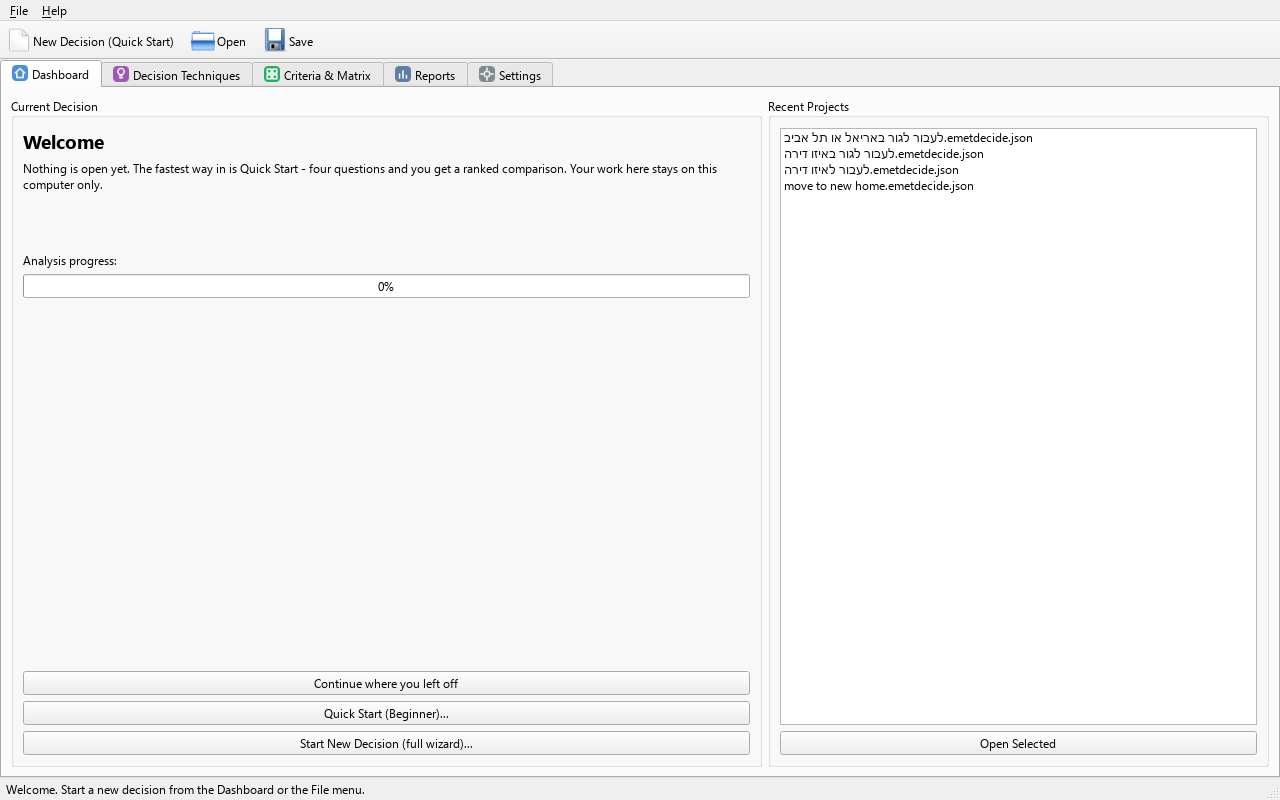 File Help
New Decision (Quick Start) Open Save
Dashboard Decision Techniques Criteria & Matrix Reports Settings
Current Decision
Welcome
Nothing is open yet. The fastest way in is Quick Start - four questions and you get a ranked comparison. Your work here stays on this
computer only.
Analysis progress:
0%
Continue where you left off
Quick Start (Beginner)...
Start New Decision (full wizard)...
Recent Projects
לעבור לגור באריאל או תל אביב.emetdecide.json
לעבור לגור באיזו דירה.emetdecide.json
לעבור לאיזו דירה.emetdecide.json
move to new home.emetdecide.json
Open Selected
Welcome. Start a new decision from the Dashboard or the File menu.